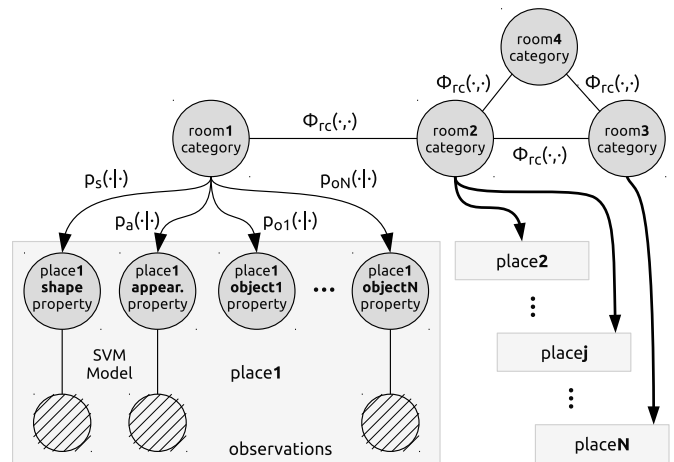 room4
category
Φrc(·,·)
Φrc(·,·)
room1
category
Φrc(·,·)
room2
category
Φrc(·,·)
room3
category
ps(·|·)
pa(·|·)
po1(·|·)
poN(·|·)
place1
shape
property
place1
appear.
property
place1
object1
property
...
place1
objectN
property
SVM
Model
place1
observations
place2
...
placej
...
placeN